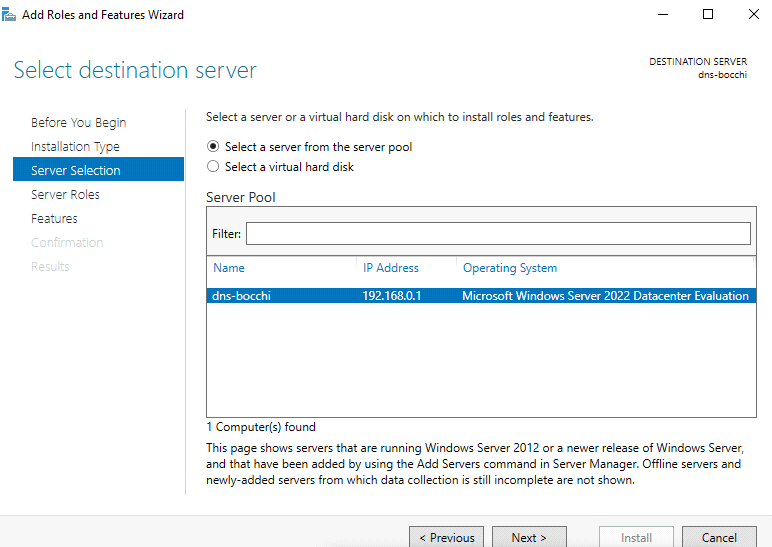 Add Roles and Features Wizard
Select destination server
DESTINATION SERVER
dns-bocchi
Before You Begin
Installation Type
Server Selection
Server Roles
Features
Confirmation
Results
Select a server or a virtual hard disk on which to install roles and features.
Select a server from the server pool
Select a virtual hard disk
Server Pool
Filter:
Name IP Address Operating System
dns-bocchi 192.168.0.1 Microsoft Windows Server 2022 Datacenter Evaluation
1 Computer(s) found
This page shows servers that are running Windows Server 2012 or a newer release of Windows Server,
and that have been added by using the Add Servers command in Server Manager. Offline servers and
newly-added servers from which data collection is still incomplete are not shown.
< Previous Next > Install Cancel